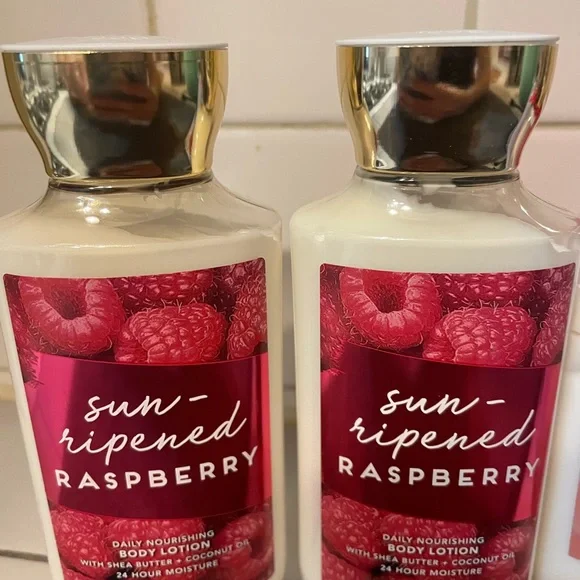 sun-
ripened
RASPBERRY
DAILY NOURISHING
BODY LOTION
WITH SHEA BUTTER + COCONUT OIL
24 HOUR MOISTURE
sun-
ripened
RASPBERRY
DAILY NOURISHING
BODY LOTION
WITH SHEA BUTTER + COCONUT OIL
24 HOUR MOISTURE